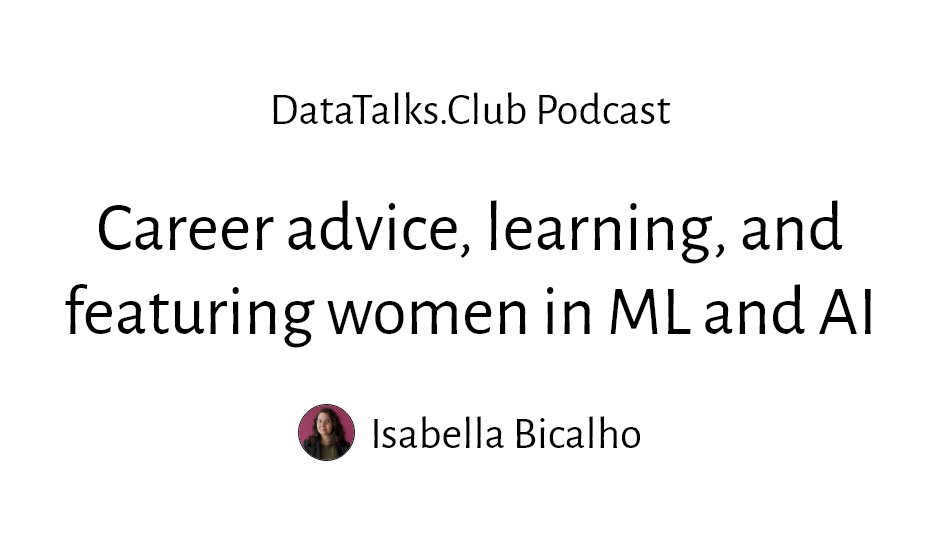 DataTalks.Club Podcast
Career advice, learning, and
featuring women in ML and AI
Isabella Bicalho